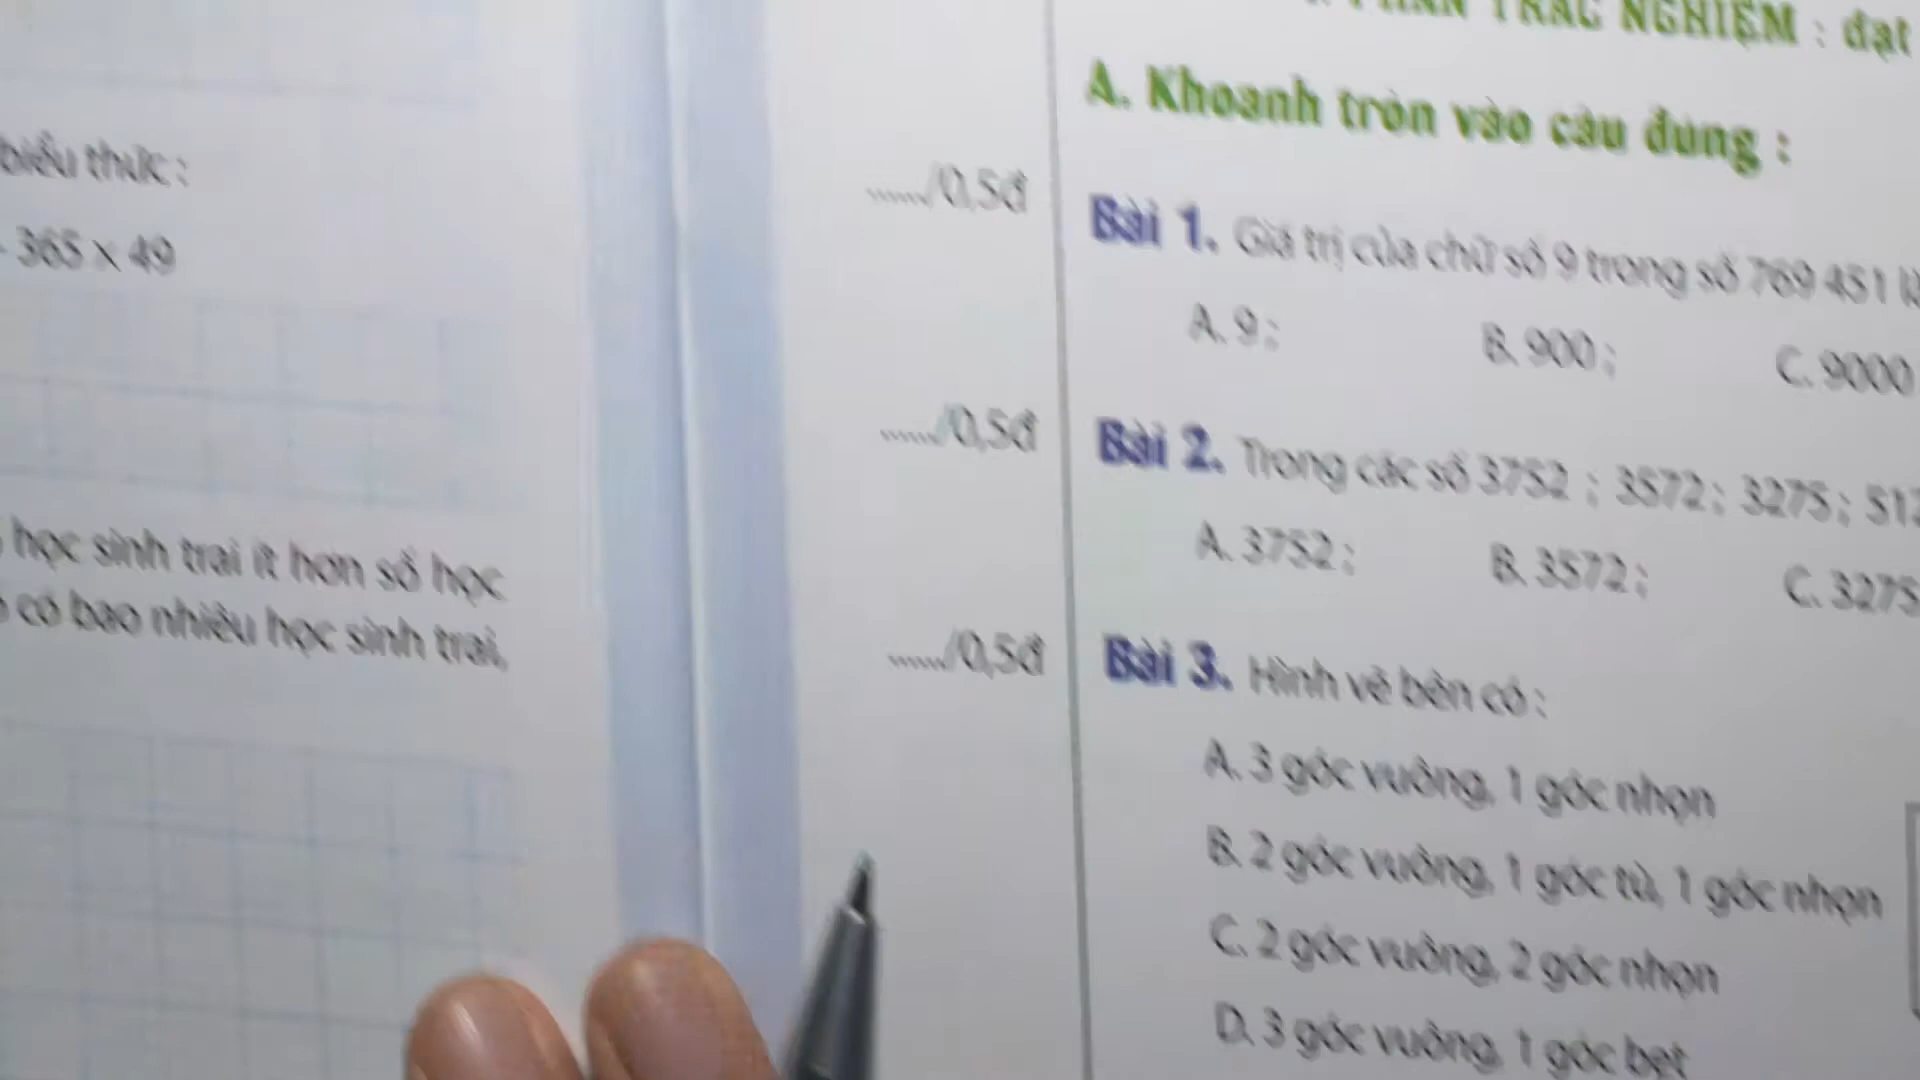 biểu thức :
- 365 x 49
học sinh trai ít hơn số học
có bao nhiêu học sinh trai,
PHẦN TRẮC NGHIỆM : đạt
A. Khoanh tròn vào câu đúng :
....../0,5đ
Bài 1. Giá trị của chữ số 9 trong số 769 451 là
A. 9 ; B. 900 ; C. 9000
....../0,5đ
Bài 2. Trong các số 3752 ; 3572 ; 3275 ; 512
A. 3752 ; B. 3572 ; C. 3275
....../0,5đ
Bài 3. Hình vẽ bên có :
A. 3 góc vuông, 1 góc nhọn
B. 2 góc vuông, 1 góc tù, 1 góc nhọn
C. 2 góc vuông, 2 góc nhọn
D. 3 góc vuông, 1 góc bẹt